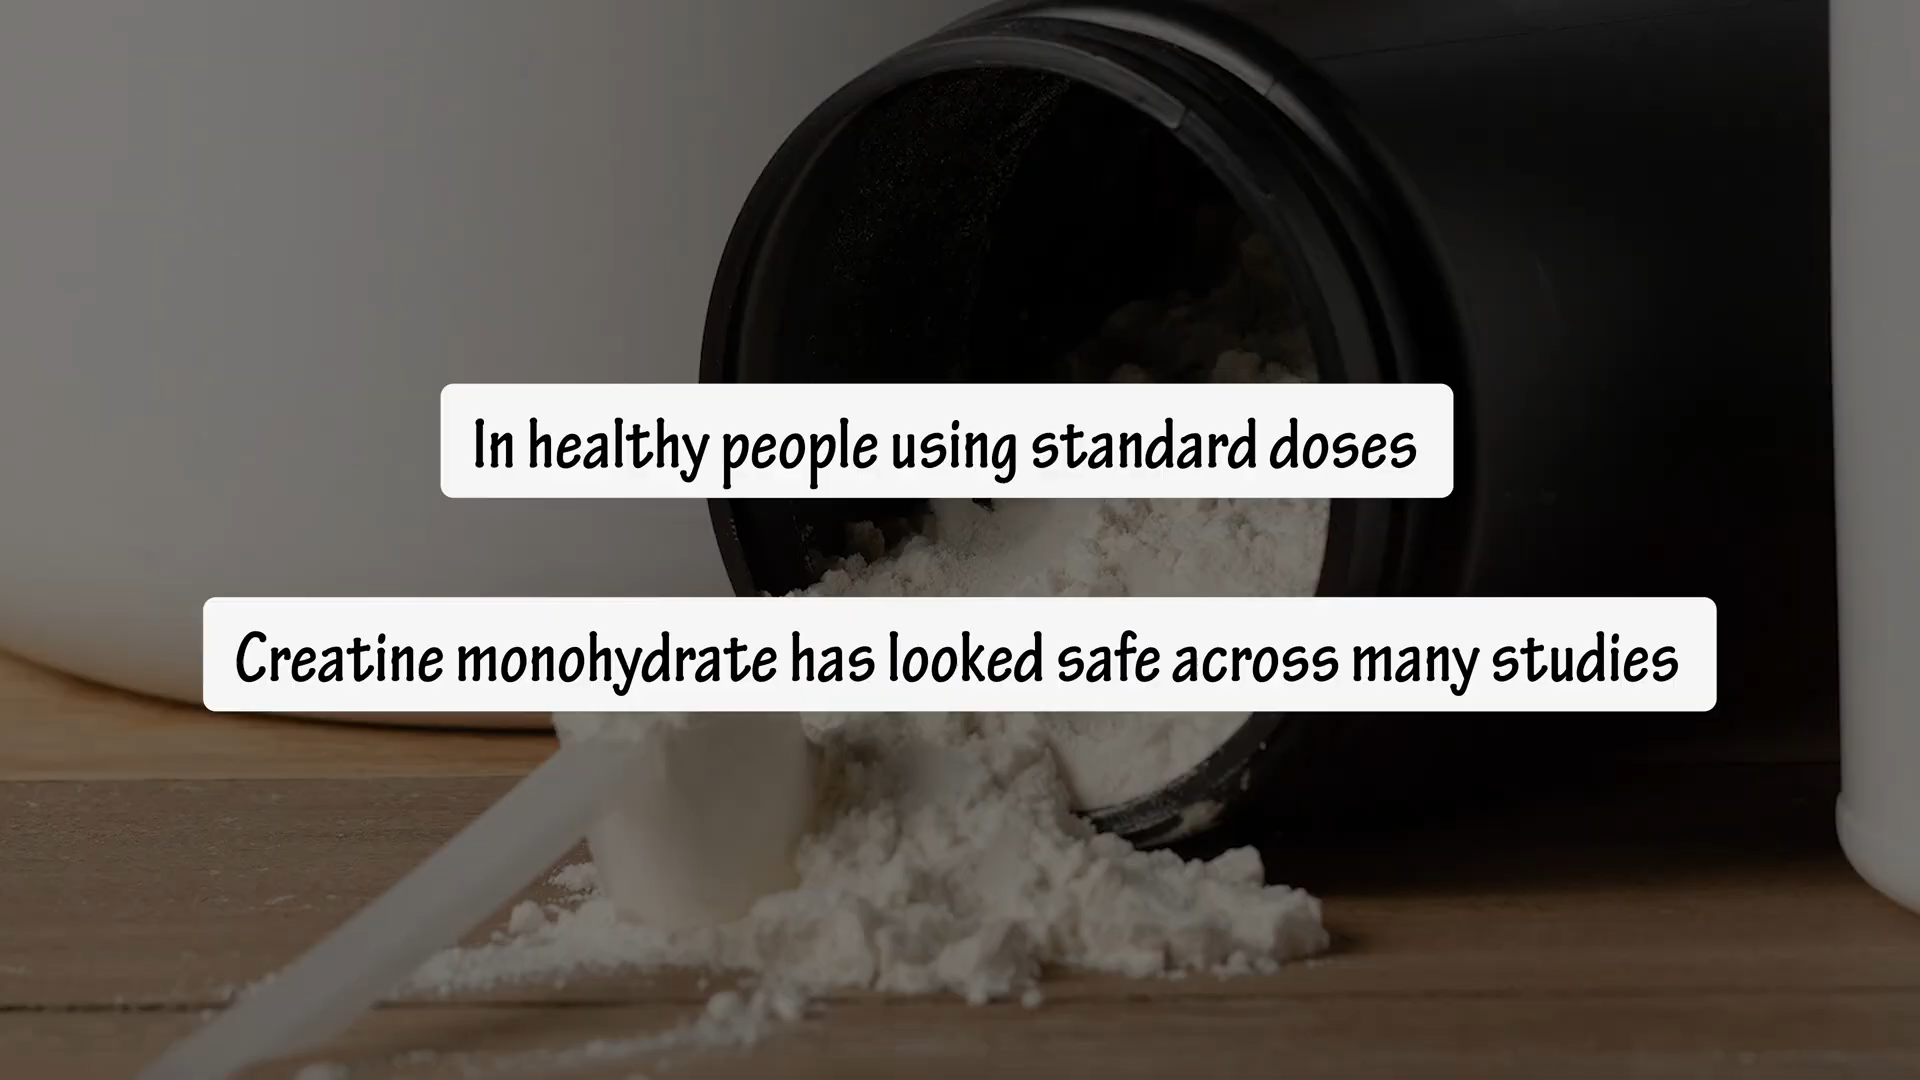 In healthy people using standard doses
Creatine monohydrate has looked safe across many studies